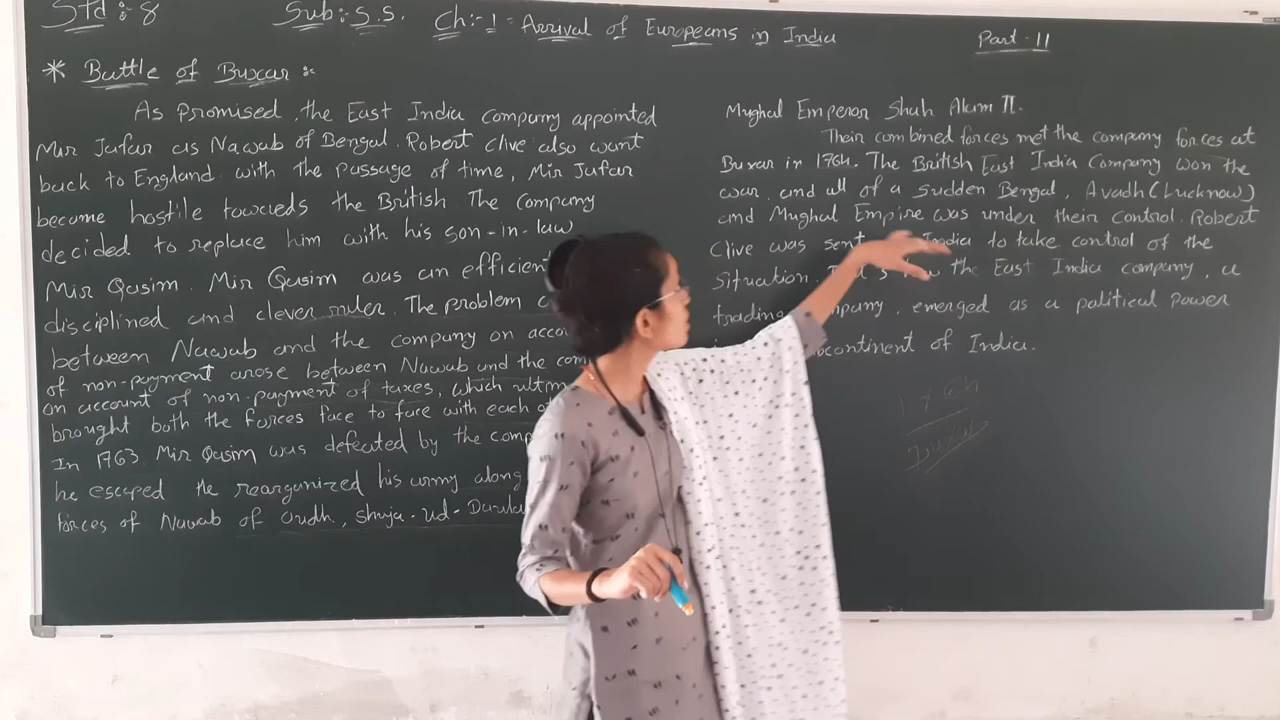 Std :- 8
Sub :- S.S.
Ch :- 1 : Arrival of Europeans in India
Part - 11
* Battle of Buxar :-
As Promised, the East India company appointed
Mir Jafar as Nawab of Bengal. Robert Clive also want
back to England. with the passage of time, Mir Jafar
become hostile towards the British. The company
decided to replace him with his son-in-law
Mir Qasim. Mir Qasim was an efficient
disciplined and clever ruler. The problem
between Nawab and the company on
of non-payment arose between Nawab and the
on account of non-payment of taxes, which
brought both the forces face to face with each
In 1763. Mir Qasim was defeated by the
he escaped He reorganized his army along
forces of Nawab of Oudh, Shuja-ud-Daula
Mughal Emperor Shah Alam II.
Their combined forces met the company forces at
Buxar in 1764. The British East India Company won the
war and all of a sudden Bengal, Avadh (Lucknow)
and Mughal Empire was under their control. Robert
Clive was sent India to take control of the
Situation. the East India company, a
trading emerged as a political power
continent of India.
1764